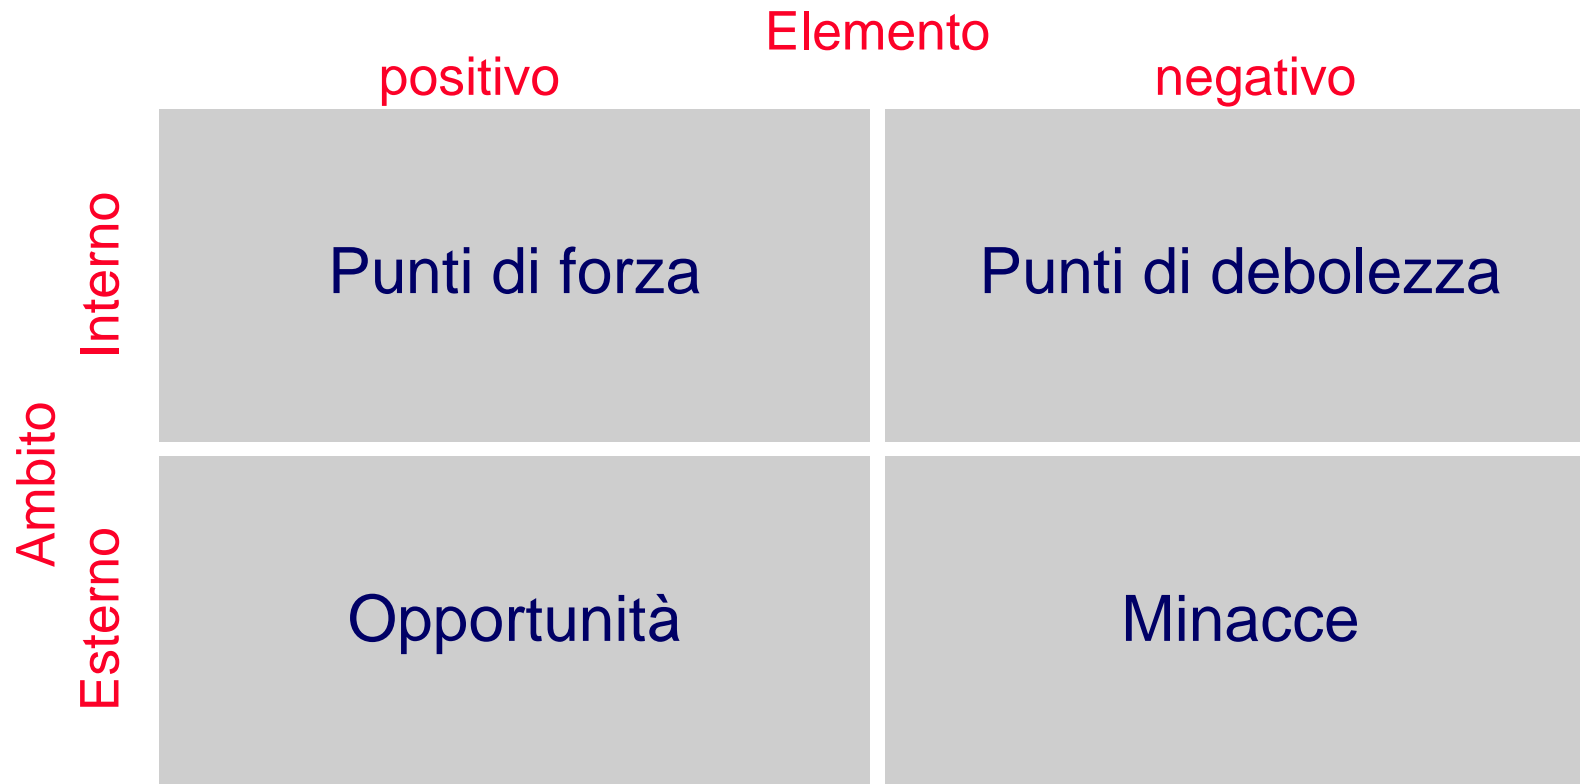 Elemento
positivo negativo
Interno
Punti di forza Punti di debolezza
Ambito
Esterno
Opportunità Minacce